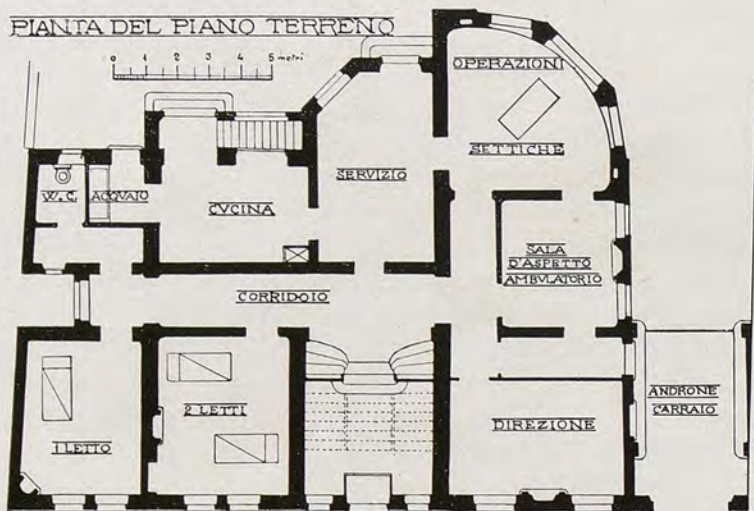 PIANTA DEL PIANO TERRENO
0 1 2 3 4 5 metri
OPERAZIONI
SETTICHE
SERVIZIO
W.C.
ACQUAIO
CVCINA
SALA
D'ASPETTO
AMBULATORIO
CORRIDOIO
1 LETTO
2 LETTI
DIREZIONE
ANDRONE
CARRAIO